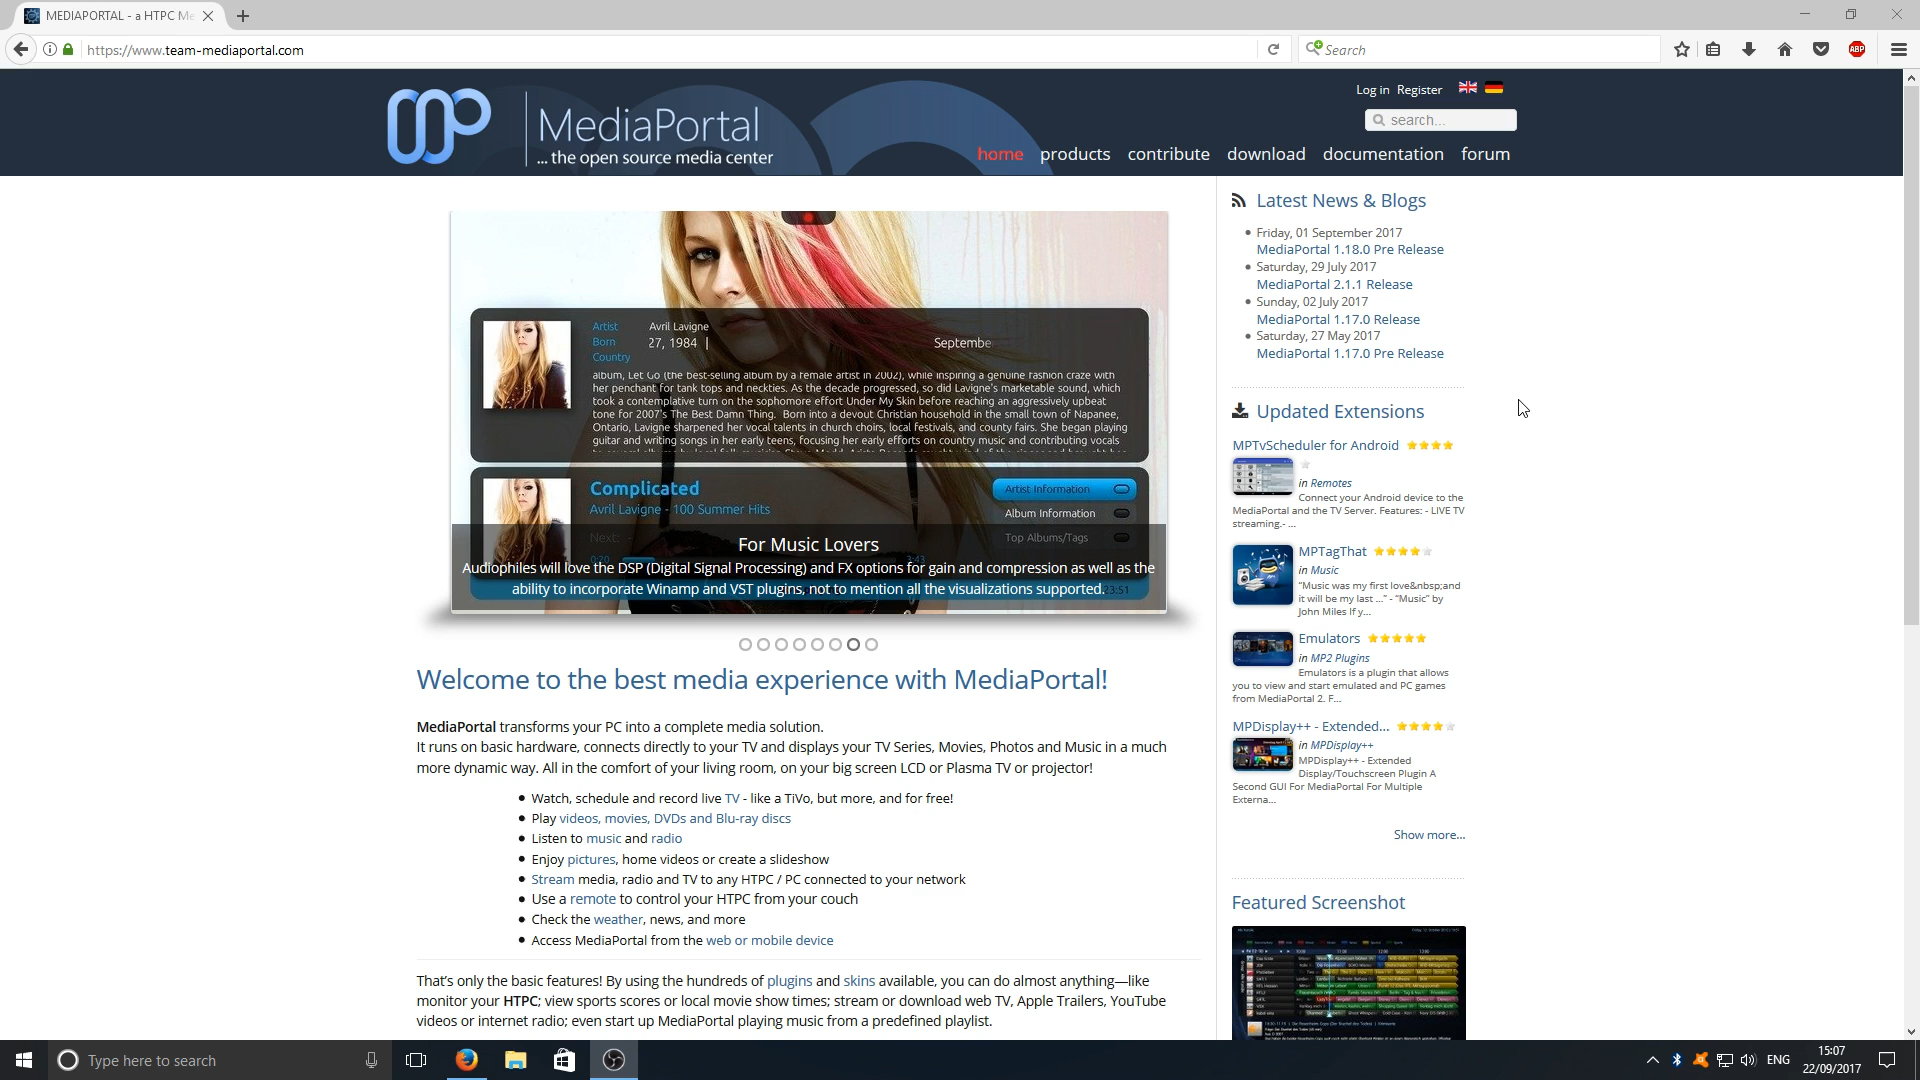 MEDIAPORTAL - a HTPC Me
https://www.team-mediaportal.com
Search
ABP
MediaPortal
... the open source media center
Log in Register
search...
home products contribute download documentation forum
Artist Avril Lavigne
Born 27, 1984 | Septembe
Country
album, Let Go (the best-selling album by a female artist in 2002), while inspiring a genuine fashion craze with
her penchant for tank tops and neckties. As the decade progressed, so did Lavigne's marketable sound, which
took a contemplative turn on the sophomore effort Under My Skin before reaching an aggressively upbeat
tone for 2007's The Best Damn Thing. Born into a devout Christian household in the small town of Napanee,
Ontario, Lavigne sharpened her vocal talents in church choirs, local festivals, and county fairs. She began playing
guitar and writing songs in her early teens, focusing her early efforts on country music and contributing vocals
Complicated
Avril Lavigne - 100 Summer Hits
Next:
Artist Information
Album Information
Top Albums/Tags
0:20 3:43
For Music Lovers
Audiophiles will love the DSP (Digital Signal Processing) and FX options for gain and compression as well as the
ability to incorporate Winamp and VST plugins, not to mention all the visualizations supported.
23:51
Welcome to the best media experience with MediaPortal!
MediaPortal transforms your PC into a complete media solution.
It runs on basic hardware, connects directly to your TV and displays your TV Series, Movies, Photos and Music in a much
more dynamic way. All in the comfort of your living room, on your big screen LCD or Plasma TV or projector!
Watch, schedule and record live TV - like a TiVo, but more, and for free!
Play videos, movies, DVDs and Blu-ray discs
Listen to music and radio
Enjoy pictures, home videos or create a slideshow
Stream media, radio and TV to any HTPC / PC connected to your network
Use a remote to control your HTPC from your couch
Check the weather, news, and more
Access MediaPortal from the web or mobile device
That's only the basic features! By using the hundreds of plugins and skins available, you can do almost anything—like
monitor your HTPC; view sports scores or local movie show times; stream or download web TV, Apple Trailers, YouTube
videos or internet radio; even start up MediaPortal playing music from a predefined playlist.
Latest News & Blogs
Friday, 01 September 2017
MediaPortal 1.18.0 Pre Release
Saturday, 29 July 2017
MediaPortal 2.1.1 Release
Sunday, 02 July 2017
MediaPortal 1.17.0 Release
Saturday, 27 May 2017
MediaPortal 1.17.0 Pre Release
Updated Extensions
MPTvScheduler for Android
in Remotes
Connect your Android device to the
MediaPortal and the TV Server. Features: - LIVE TV
streaming.- ...
MPTagThat
in Music
"Music was my first love&nbsp;and
it will be my last ..." - "Music" by
John Miles If y...
Emulators
in MP2 Plugins
Emulators is a plugin that allows
you to view and start emulated and PC games
from MediaPortal 2. F...
MPDisplay++ - Extended...
in MPDisplay++
MPDisplay++ - Extended
Display/Touchscreen Plugin A
Second GUI For MediaPortal For Multiple
Externa...
Show more...
Featured Screenshot
Type here to search
ENG
15:07
22/09/2017